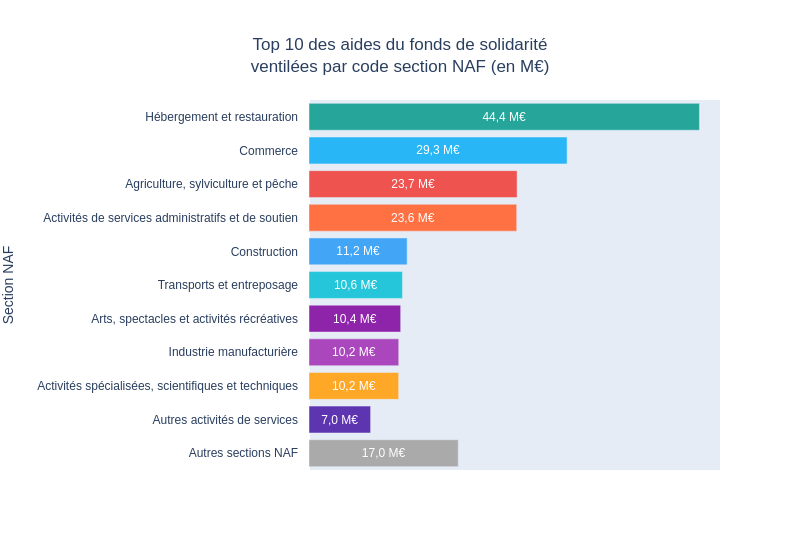 Top 10 des aides du fonds de solidarité
ventilées par code section NAF (en M€)
Section NAF
Hébergement et restauration 44,4 M€
Commerce 29,3 M€
Agriculture, sylviculture et pêche 23,7 M€
Activités de services administratifs et de soutien 23,6 M€
Construction 11,2 M€
Transports et entreposage 10,6 M€
Arts, spectacles et activités récréatives 10,4 M€
Industrie manufacturière 10,2 M€
Activités spécialisées, scientifiques et techniques 10,2 M€
Autres activités de services 7,0 M€
Autres sections NAF 17,0 M€